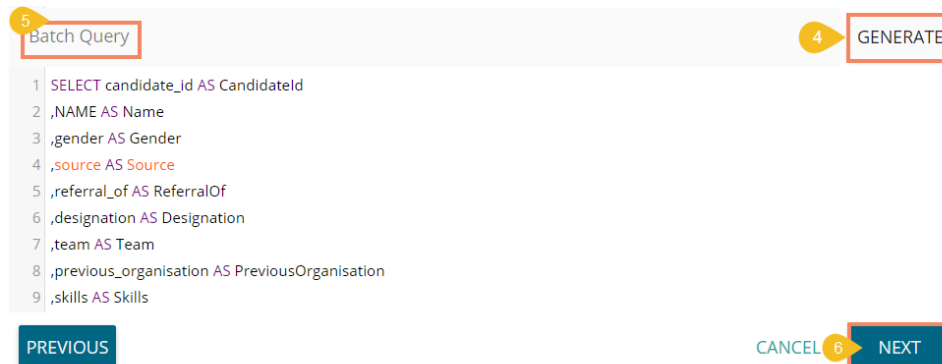 5
Batch Query
4
GENERATE
1 SELECT candidate_id AS CandidateId
2 ,NAME AS Name
3 ,gender AS Gender
4 ,source AS Source
5 ,referral_of AS ReferralOf
6 ,designation AS Designation
7 ,team AS Team
8 ,previous_organisation AS PreviousOrganisation
9 ,skills AS Skills
PREVIOUS CANCEL 6 NEXT